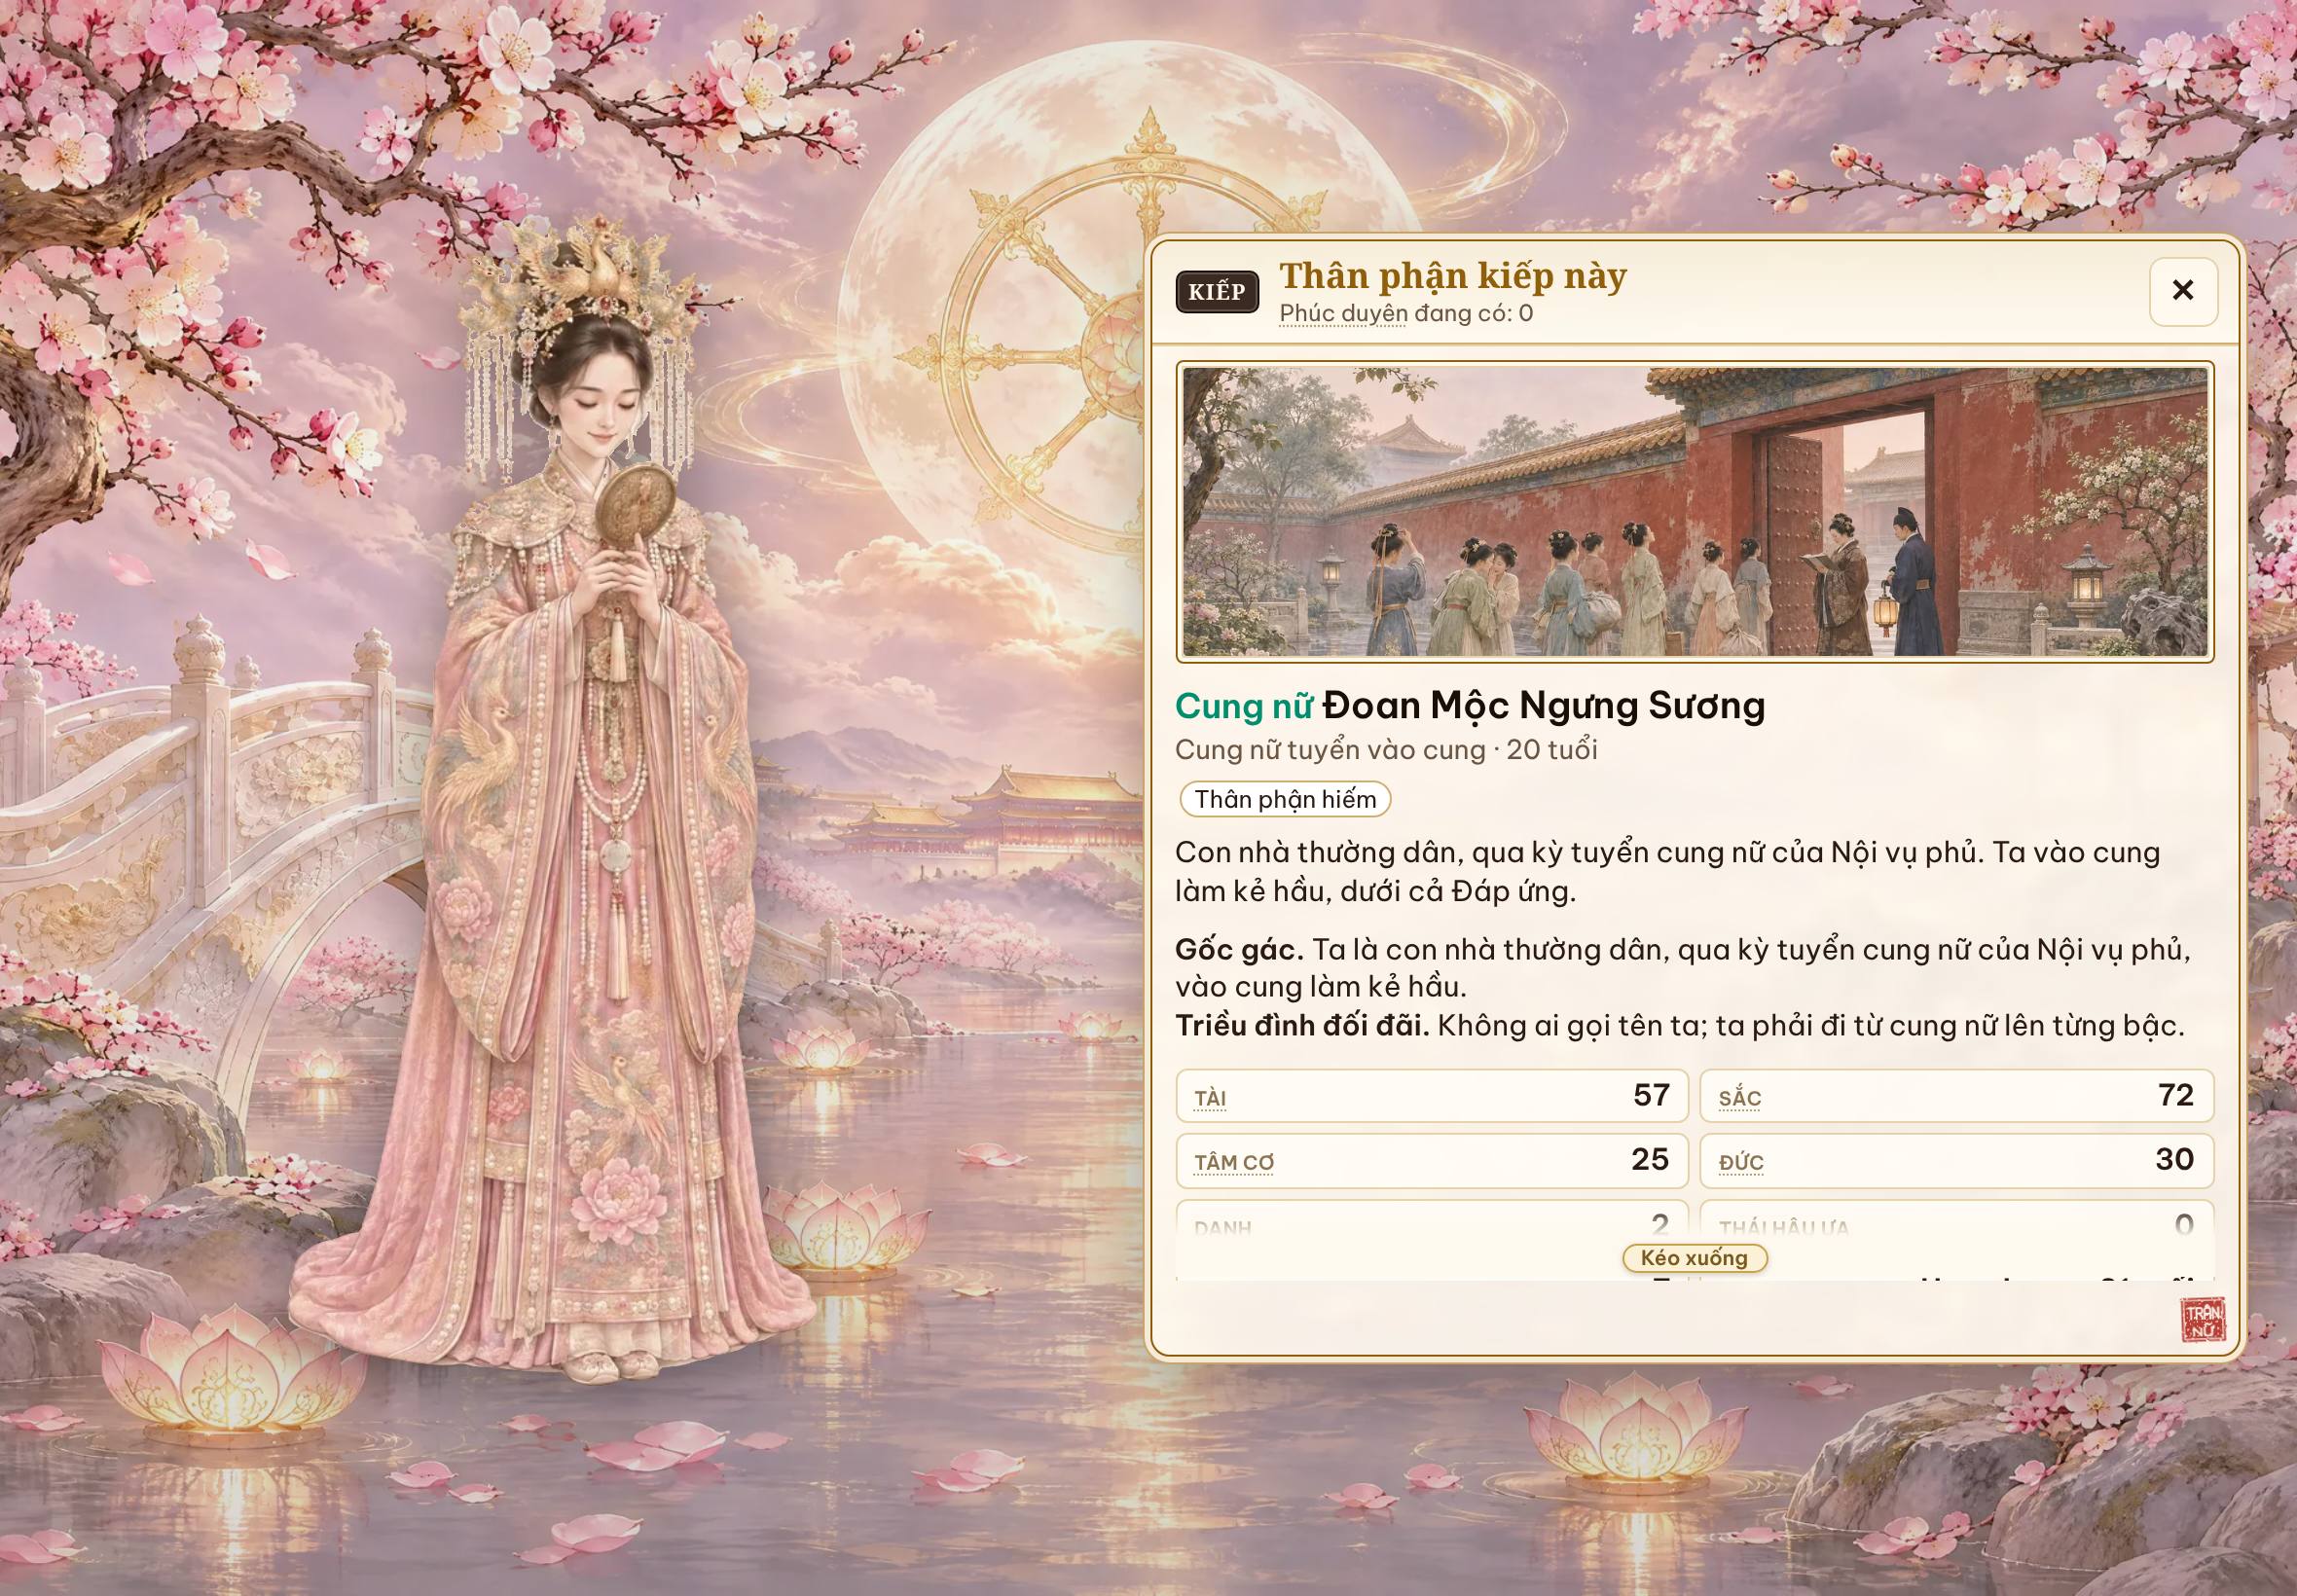 KIẾP
Thân phận kiếp này
Phúc duyên đang có: 0
×
Cung nữ Đoan Mộc Ngưng Sương
Cung nữ tuyển vào cung · 20 tuổi
Thân phận hiếm
Con nhà thường dân, qua kỳ tuyển cung nữ của Nội vụ phủ. Ta vào cung
làm kẻ hầu, dưới cả Đáp ứng.
Gốc gác. Ta là con nhà thường dân, qua kỳ tuyển cung nữ của Nội vụ phủ,
vào cung làm kẻ hầu.
Triều đình đối đãi. Không ai gọi tên ta; ta phải đi từ cung nữ lên từng bậc.
TÀI 57
SẮC 72
TÂM CƠ 25
ĐỨC 30
DANH 2
THÁI HẬU ƯA 0
Kéo xuống
TRÂN
NỮ